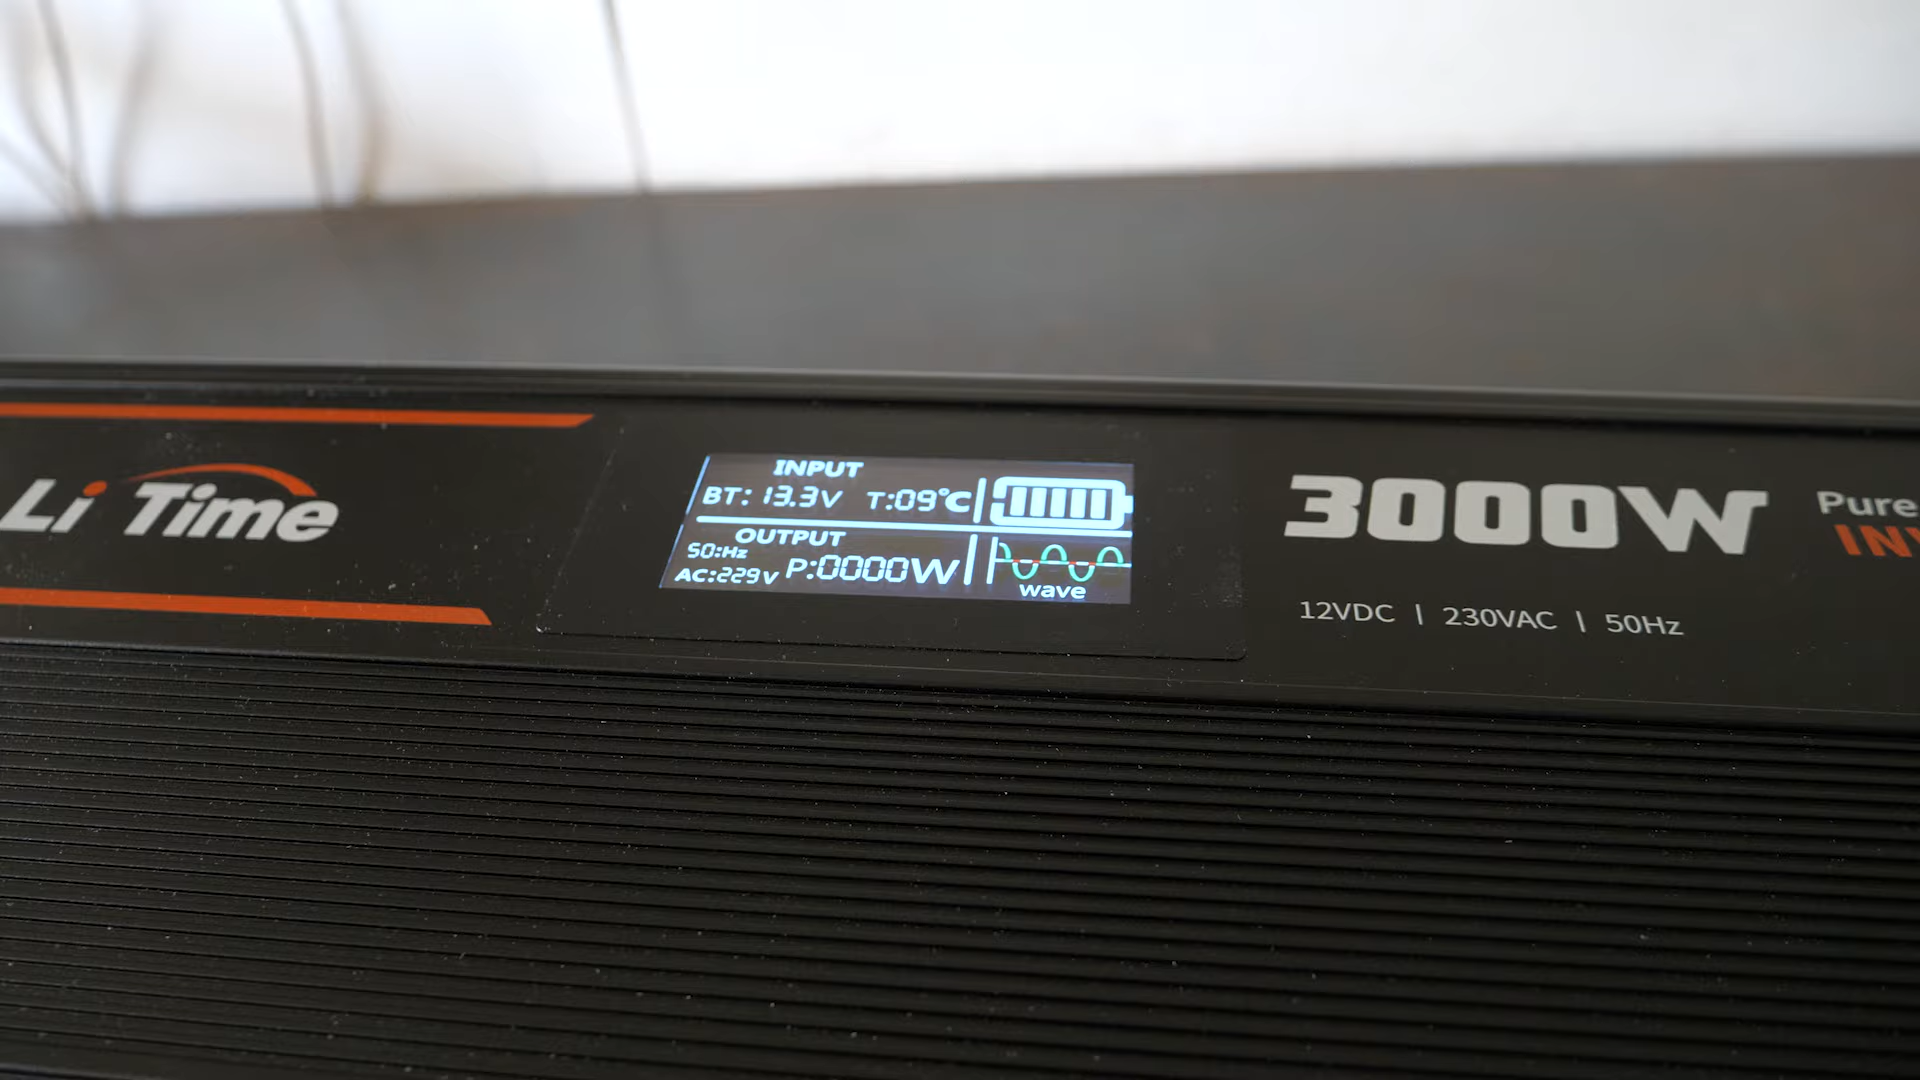 Li Time
INPUT
BT: 13.3V T:09°C
OUTPUT
50:Hz
AC:229V P:0000W
wave
3000W
Pure
12VDC | 230VAC | 50Hz